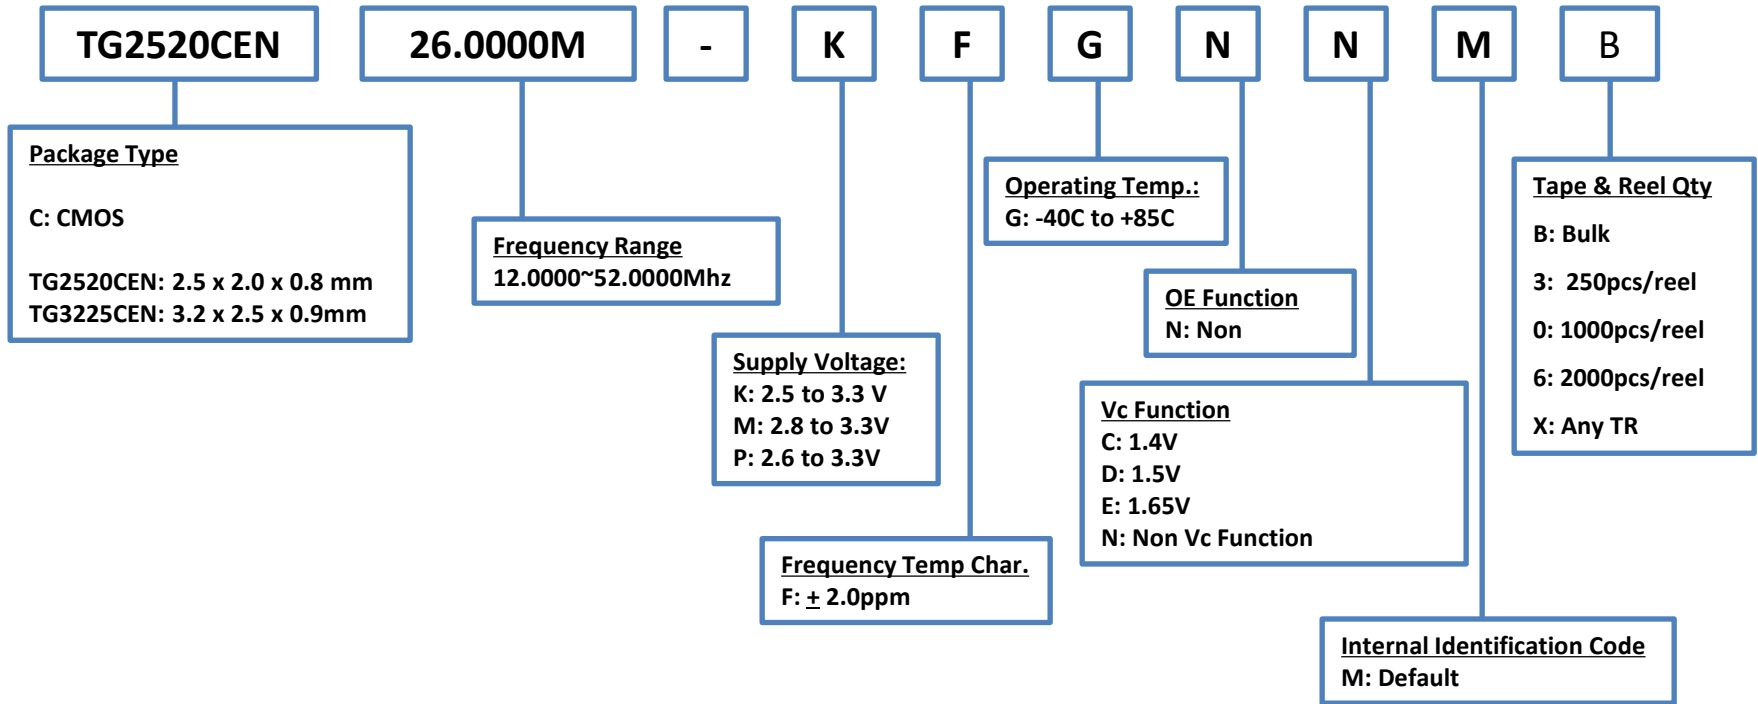 TG2520CEN 26.0000M - K F G N N M B
Package Type
C: CMOS
TG2520CEN: 2.5 x 2.0 x 0.8 mm
TG3225CEN: 3.2 x 2.5 x 0.9mm
Frequency Range
12.0000~52.0000Mhz
Supply Voltage:
K: 2.5 to 3.3 V
M: 2.8 to 3.3V
P: 2.6 to 3.3V
Frequency Temp Char.
F: ± 2.0ppm
Operating Temp.:
G: -40C to +85C
OE Function
N: Non
Vc Function
C: 1.4V
D: 1.5V
E: 1.65V
N: Non Vc Function
Internal Identification Code
M: Default
Tape & Reel Qty
B: Bulk
3: 250pcs/reel
0: 1000pcs/reel
6: 2000pcs/reel
X: Any TR